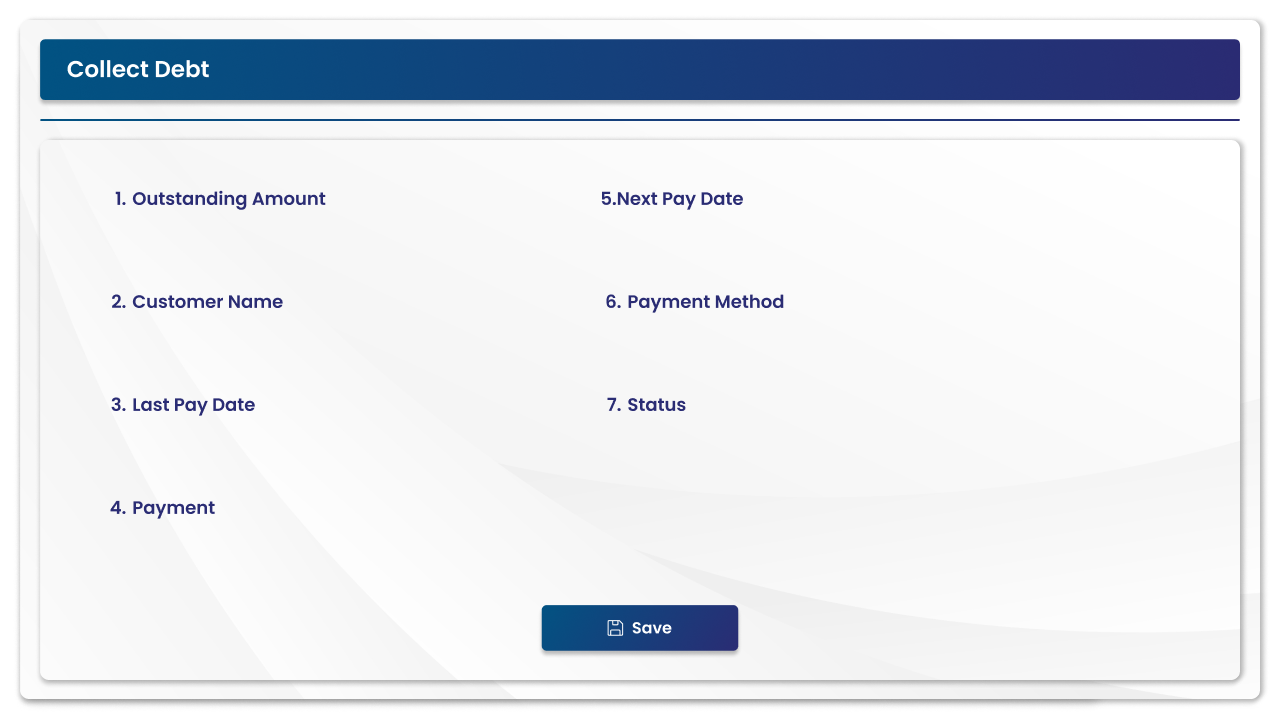 Collect Debt
1. Outstanding Amount
2. Customer Name
3. Last Pay Date
4. Payment
5.Next Pay Date
6. Payment Method
7. Status
Save